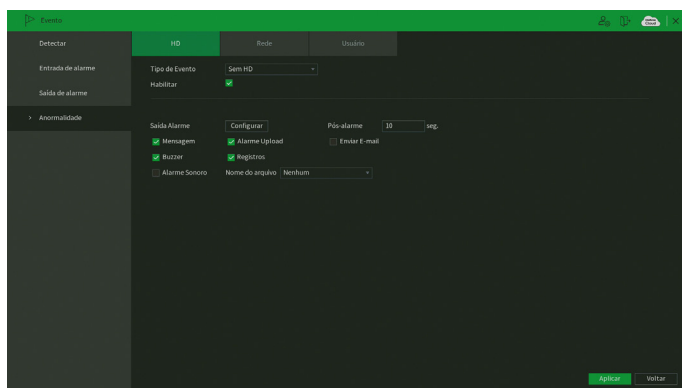 Evento
Detectar
HD Rede Usuário
Entrada de alarme
Tipo de Evento Sem HD
Habilitar
Saída de alarme
Anormalidade
Saída Alarme Configurar Pós-alarme 10 seg.
Mensagem Alarme Upload Enviar E-mail
Buzzer Registros
Alarme Sonoro Nome do arquivo Nenhum
Aplicar Voltar